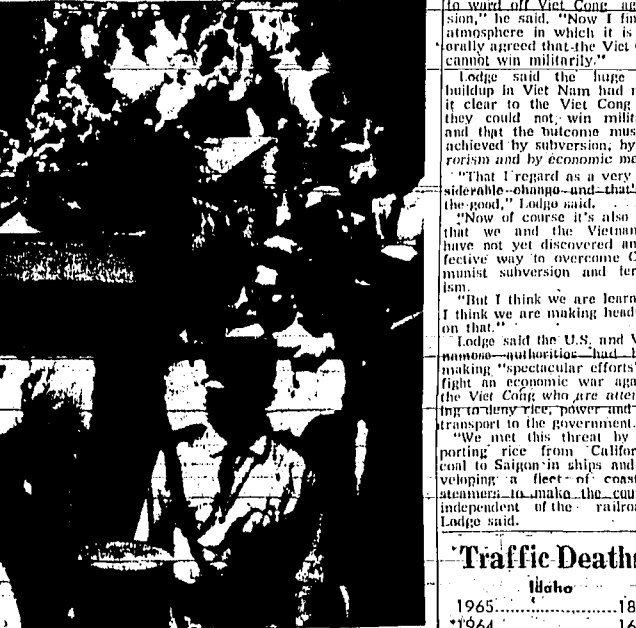 to ward off Viet Cong ag
sion," he said. "Now I fin
atmosphere in which it is
orally agreed that the Viet
cannot win militarily."
Lodge said the huge
buildup in Viet Nam had
it clear to the Viet Cong
they could not win milit
and that the outcome mus
achieved by subversion, by
rorism and by economic me
"That I regard as a very
siderable change and that'
the good," Lodge said.
"Now of course it's also
that we and the Vietnam
have not yet discovered an
fective way to overcome C
munist subversion and ter
ism.
"But I think we are learn
I think we are making head
on that."
Lodge said the U.S. and V
namese authorities had
making "spectacular efforts"
fight an economic war aga
the Viet Cong who are atten
ing to deny rice, power and
transport to the government.
"We met this threat by
porting rice from Califor
coal to Saigon in ships and
veloping a fleet of coast
steamers to make the cou
independent of the railroa
Lodge said.
Traffic Deaths
Idaho
1965..................18
*1964 16